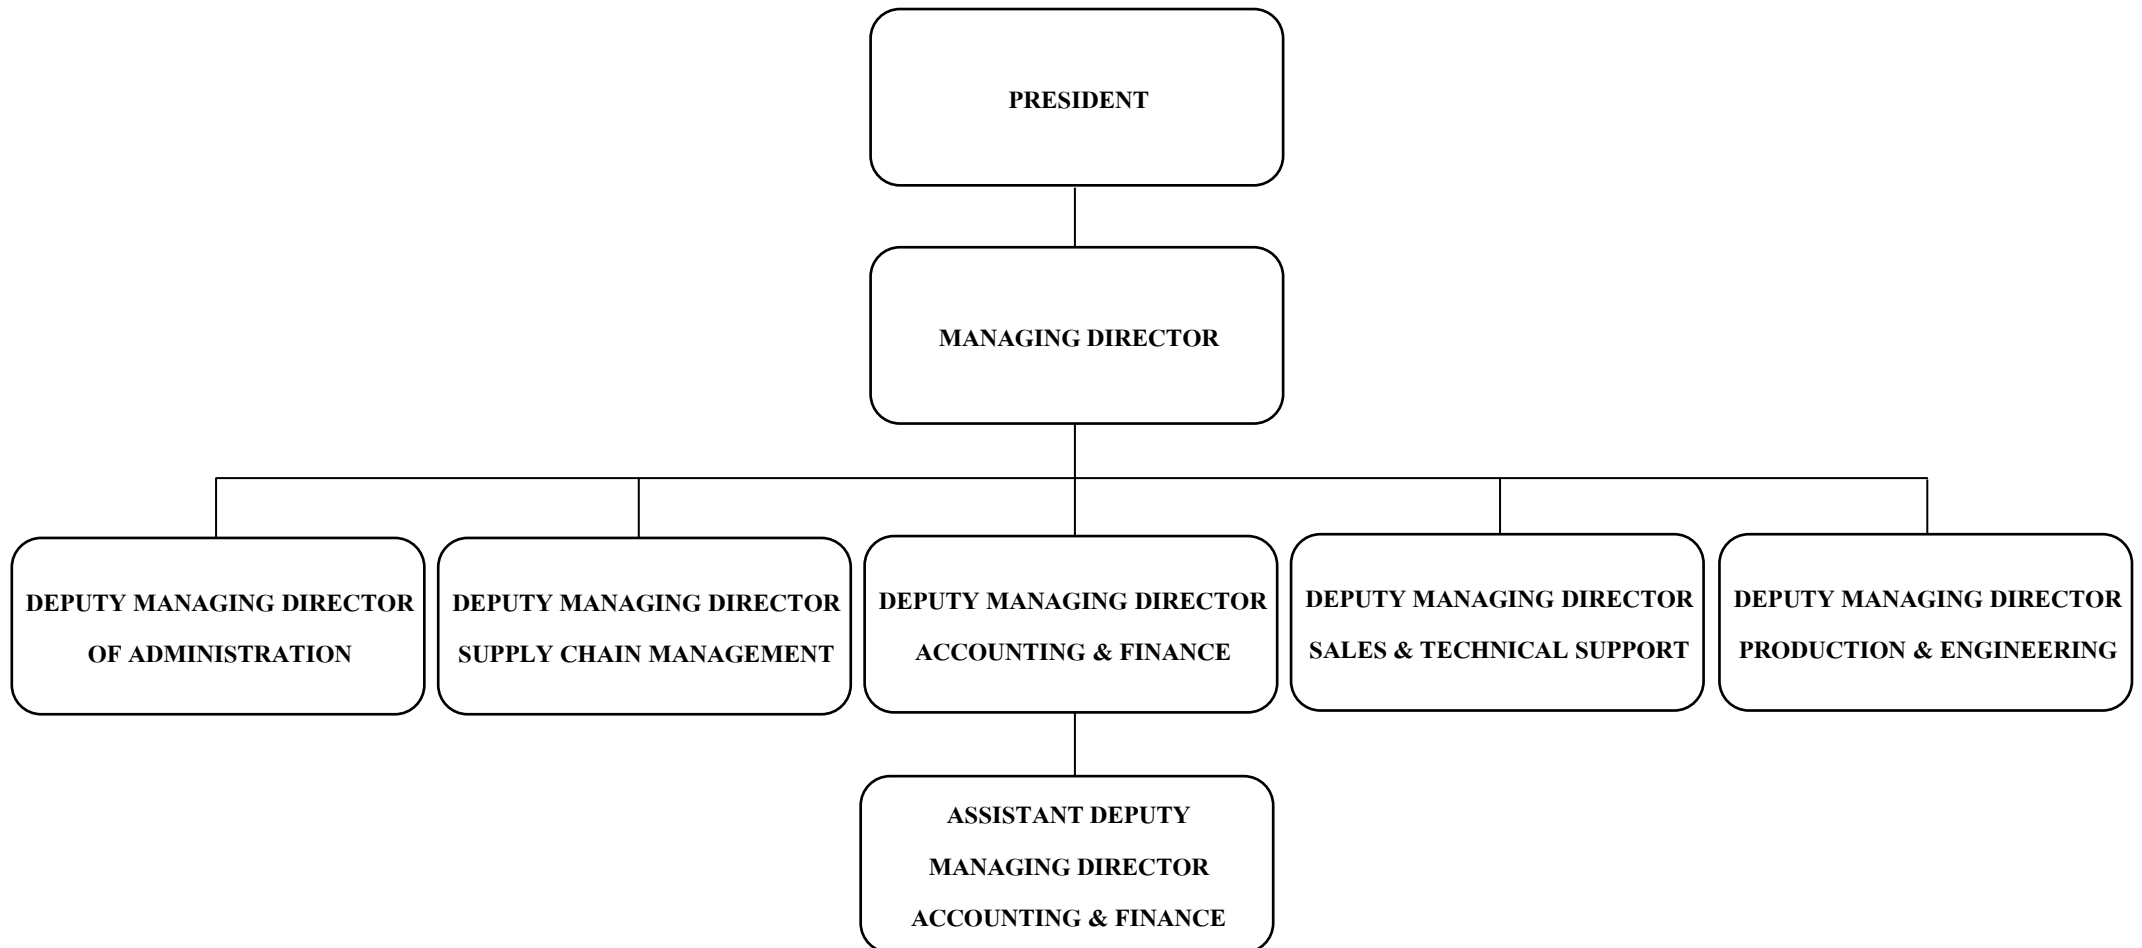 PRESIDENT
MANAGING DIRECTOR
DEPUTY MANAGING DIRECTOR
OF ADMINISTRATION
DEPUTY MANAGING DIRECTOR
SUPPLY CHAIN MANAGEMENT
DEPUTY MANAGING DIRECTOR
ACCOUNTING & FINANCE
DEPUTY MANAGING DIRECTOR
SALES & TECHNICAL SUPPORT
DEPUTY MANAGING DIRECTOR
PRODUCTION & ENGINEERING
ASSISTANT DEPUTY
MANAGING DIRECTOR
ACCOUNTING & FINANCE